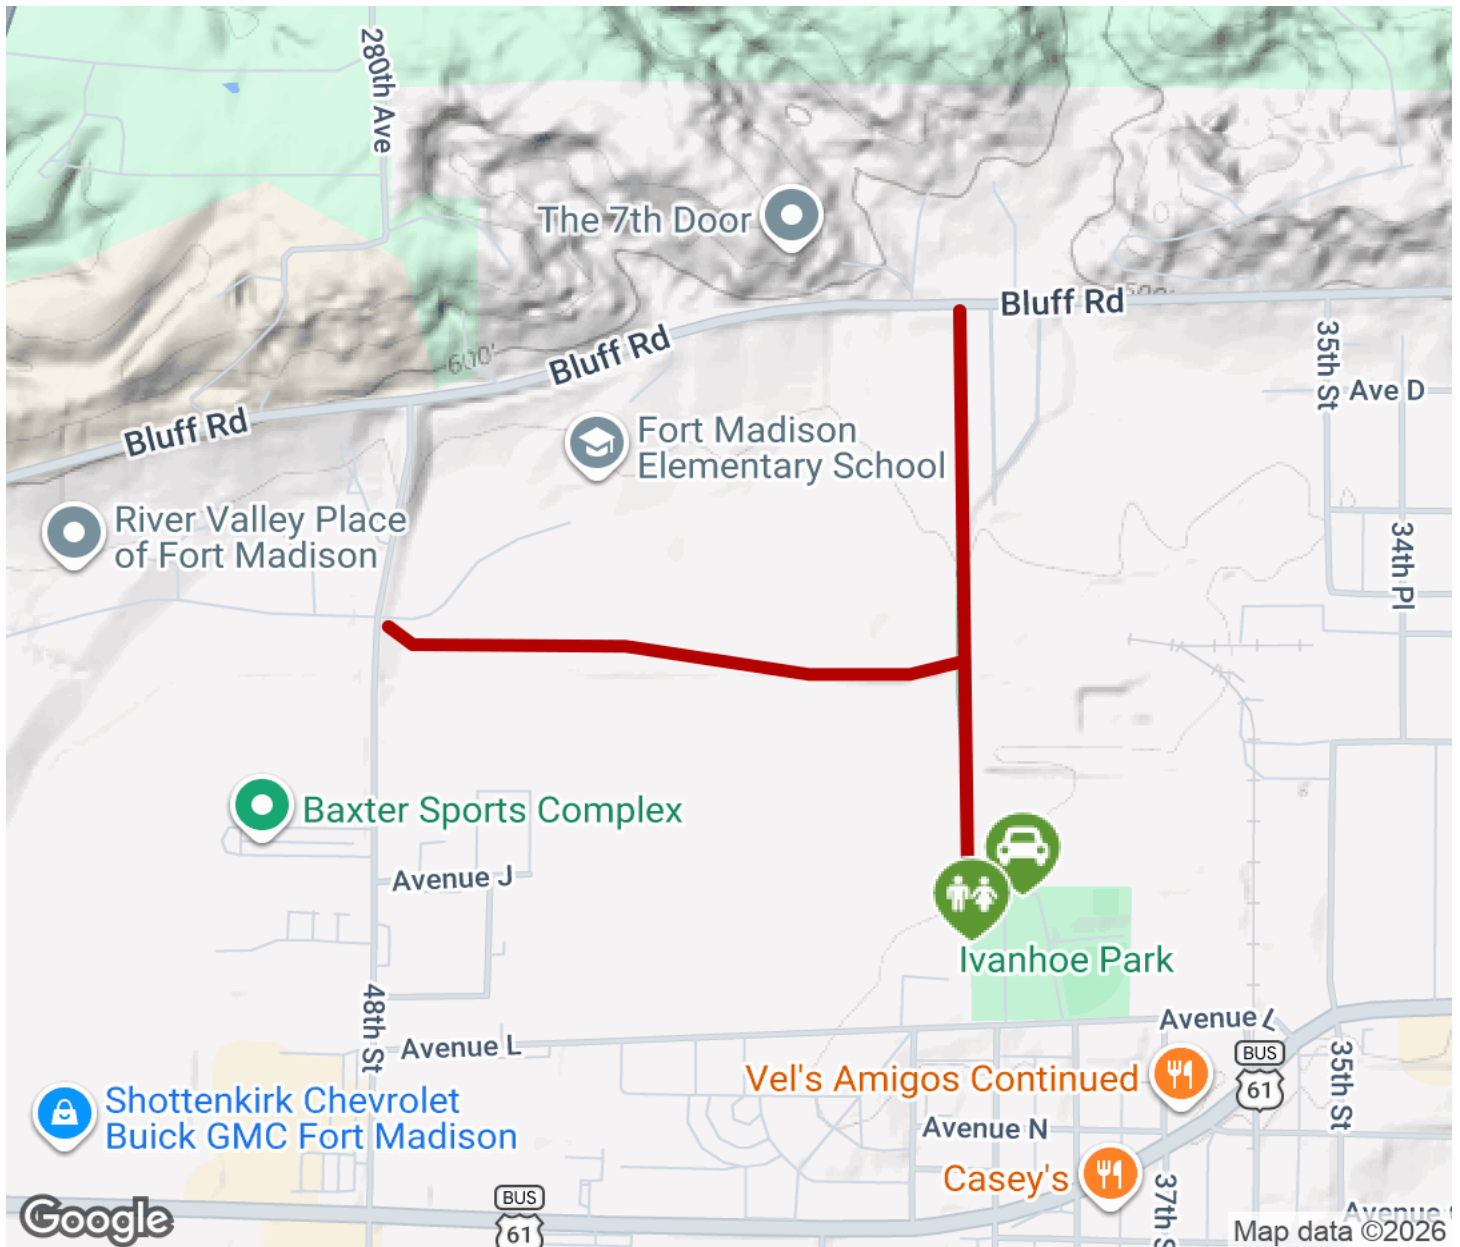 280th Ave
The 7th Door
Bluff Rd
Bluff Rd
600'
35th St
Ave D
Bluff Rd
Fort Madison
Elementary School
River Valley Place
of Fort Madison
34th Pl
Baxter Sports Complex
Avenue J
Ivanhoe Park
48th St
Avenue L
Avenue L
BUS
61
35th St
Vel's Amigos Continued
Shottenkirk Chevrolet
Buick GMC Fort Madison
Avenue N
Casey's
37th S
BUS
61
Avenue
Google
Map data ©2026